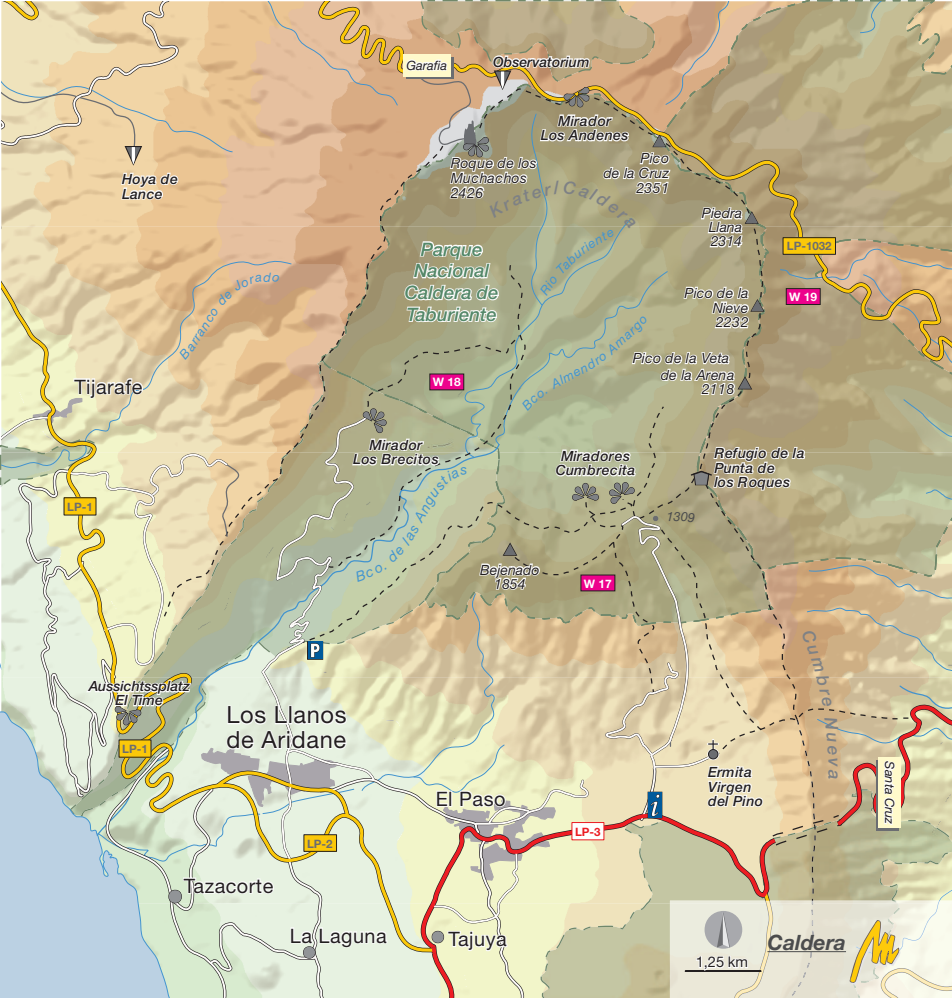 Garafia
Observatorium
Mirador
Los Andenes
Hoya de
Lance
Roque de los
Muchachos
2426
Pico
de la Cruz
2351
Krater/Caldera
Piedra
Llana
2314
LP-1032
Parque
Nacional
Caldera de
Taburiente
Rio Taburiente
W 19
Barranco de Jorado
Pico de la
Nieve
2232
Bco. Almendro Amargo
Pico de la Veta
de la Arena
2118
Tijarafe
W 18
Mirador
Los Brecitos
Miradores
Cumbrecita
Refugio de la
Punta de
los Roques
LP-1
1309
Bco. de las Angustias
Bejenado
1854
W 17
P
Cumbre Nueva
Aussichtssplatz
El Time
LP-1
Los Llanos
de Aridane
Ermita
Virgen
del Pino
Santa Cruz
El Paso
i
LP-3
LP-2
Tazacorte
La Laguna
Tajuya
Caldera
1,25 km